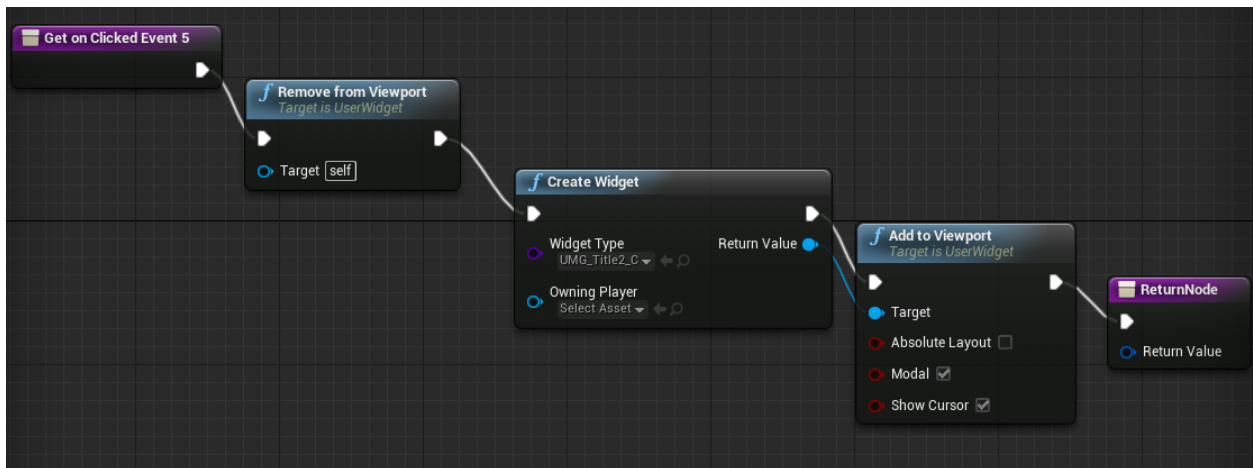 Get on Clicked Event 5
f Remove from Viewport
Target is UserWidget
Target self
f Create Widget
Widget Type
UMG_Title2_C
Return Value
Owning Player
Select Asset
f Add to Viewport
Target is UserWidget
Target
Absolute Layout
Modal
Show Cursor
ReturnNode
Return Value